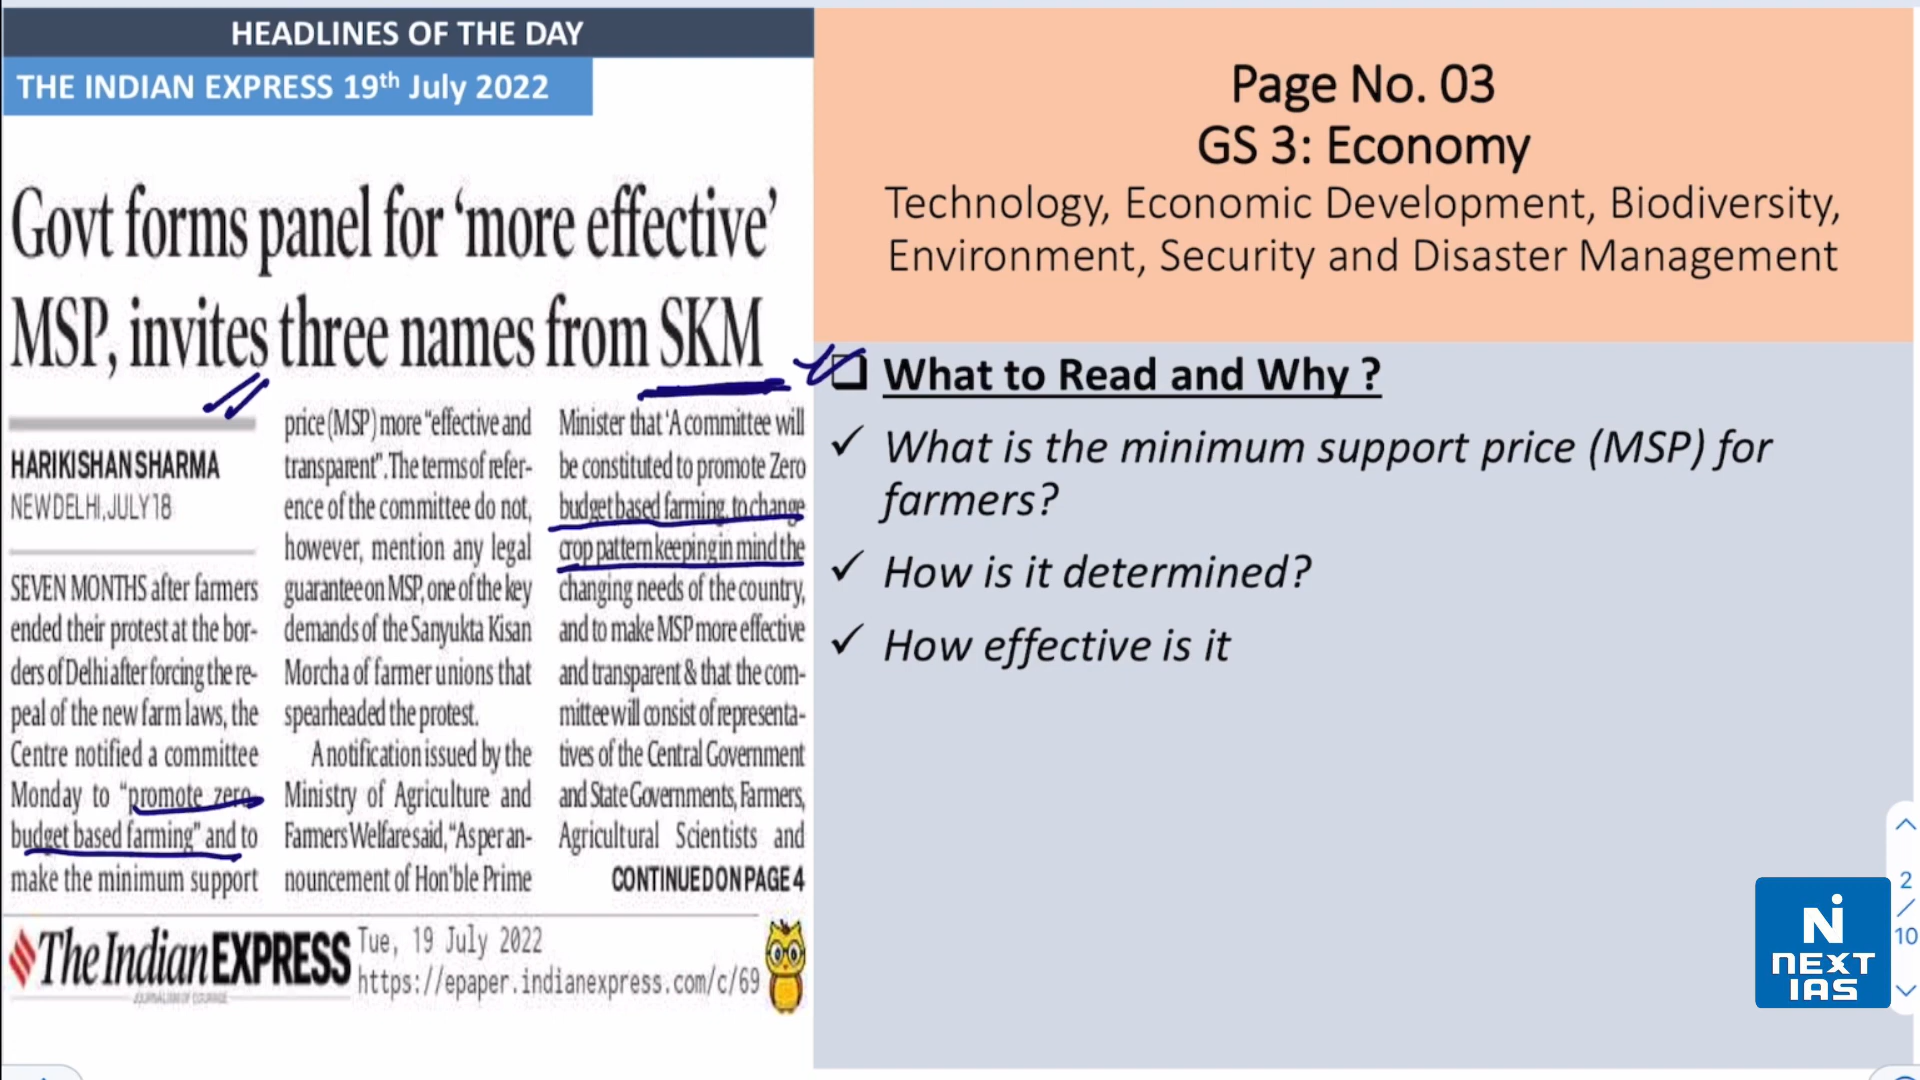 HEADLINES OF THE DAY
THE INDIAN EXPRESS 19th July 2022
Govt forms panel for ‘more effective’
MSP, invites three names from SKM
HARIKISHAN SHARMA
NEW DELHI, JULY 18
SEVEN MONTHS after farmers
ended their protest at the bor-
ders of Delhi after forcing the re-
peal of the new farm laws, the
Centre notified a committee
Monday to “promote zero
budget based farming” and to
make the minimum support
price (MSP) more “effective and
transparent”. The terms of refer-
ence of the committee do not,
however, mention any legal
guarantee on MSP, one of the key
demands of the Sanyukta Kisan
Morcha of farmer unions that
spearheaded the protest.
A notification issued by the
Ministry of Agriculture and
Farmers Welfare said, “As per an-
nouncement of Hon’ble Prime
Minister that ‘A committee will
be constituted to promote Zero
budget based farming, to change
crop pattern keeping in mind the
changing needs of the country,
and to make MSP more effective
and transparent & that the com-
mittee will consist of representa-
tives of the Central Government
and State Governments, Farmers,
Agricultural Scientists and
CONTINUED ON PAGE 4
The Indian EXPRESS
JOURNALISM OF COURAGE
Tue, 19 July 2022
https://epaper.indianexpress.com/c/69
Page No. 03
GS 3: Economy
Technology, Economic Development, Biodiversity,
Environment, Security and Disaster Management
What to Read and Why ?
What is the minimum support price (MSP) for
farmers?
How is it determined?
How effective is it
2
/
10
N
NEXT
IAS